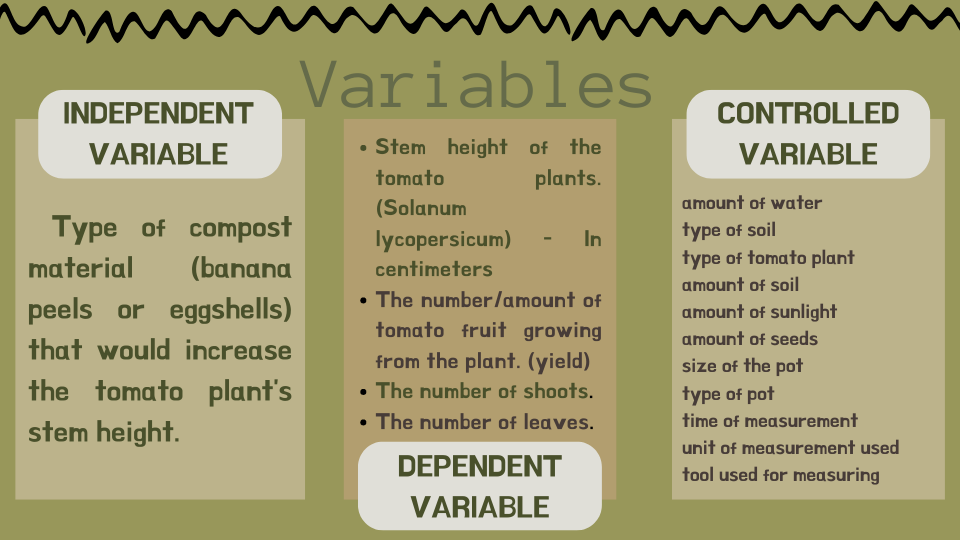 Variables
INDEPENDENT
VARIABLE
Type of compost
material (banana
peels or eggshells)
that would increase
the tomato plant's
stem height.
• Stem height of the
tomato plants.
(Solanum
lycopersicum) - In
centimeters
• The number/amount of
tomato fruit growing
from the plant. (yield)
• The number of shoots.
• The number of leaves.
DEPENDENT
VARIABLE
CONTROLLED
VARIABLE
amount of water
type of soil
type of tomato plant
amount of soil
amount of sunlight
amount of seeds
size of the pot
type of pot
time of measurement
unit of measurement used
tool used for measuring